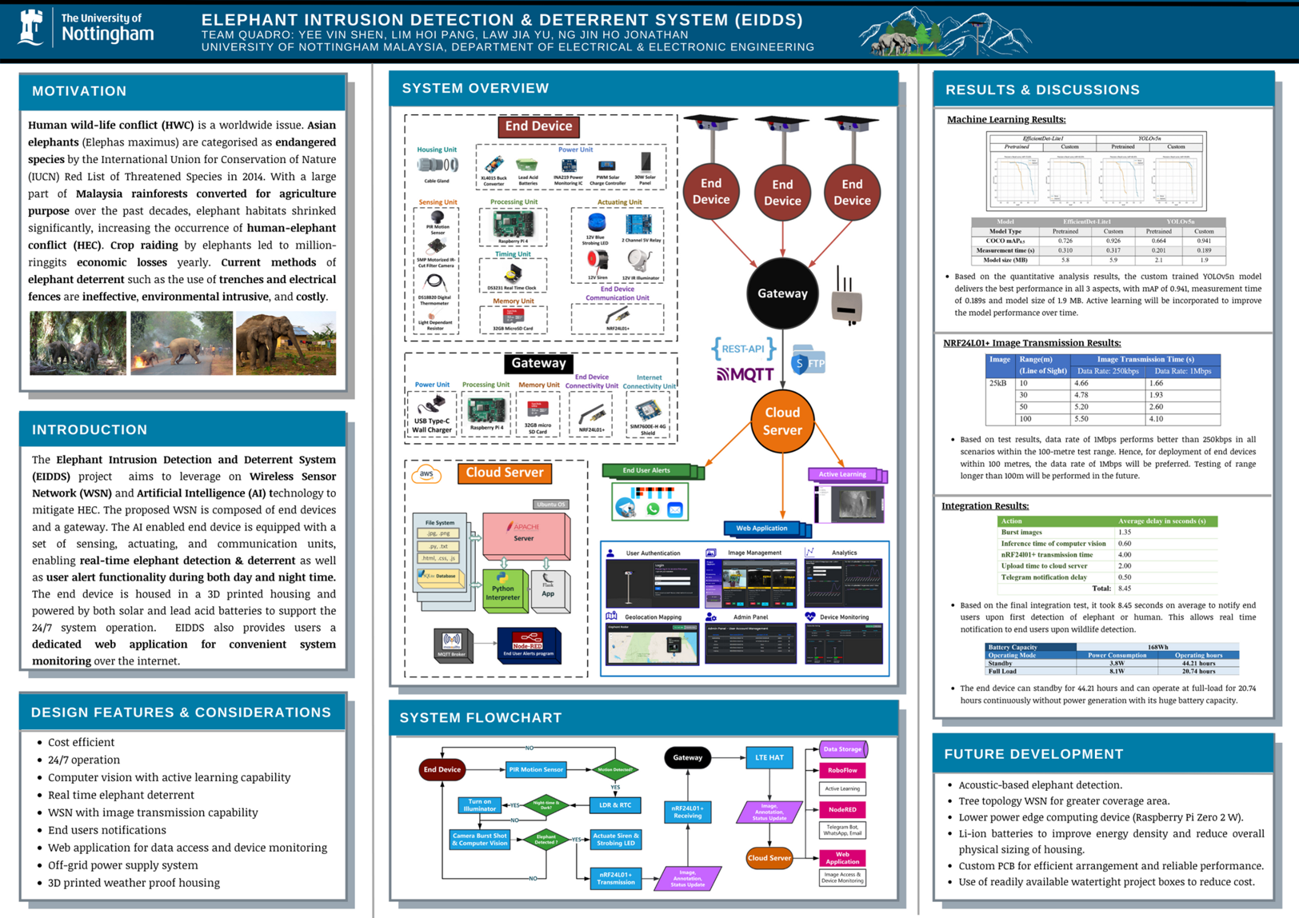 The University of
Nottingham
ELEPHANT INTRUSION DETECTION & DETERRENT SYSTEM (EIDDS)
TEAM QUADRO: YEE VIN SHEN, LIM HOI PANG, LAW JIA YU, NG JIN HO JONATHAN
UNIVERSITY OF NOTTINGHAM MALAYSIA, DEPARTMENT OF ELECTRICAL & ELECTRONIC ENGINEERING
MOTIVATION
Human wild-life conflict (HWC) is a worldwide issue. Asian
elephants (Elephas maximus) are categorised as endangered
species by the International Union for Conservation of Nature
(IUCN) Red List of Threatened Species in 2014. With a large
part of Malaysia rainforests converted for agriculture
purpose over the past decades, elephant habitats shrinked
significantly, increasing the occurrence of human-elephant
conflict (HEC). Crop raiding by elephants led to million-
ringgits economic losses yearly. Current methods of
elephant deterrent such as the use of trenches and electrical
fences are ineffective, environmental intrusive, and costly.
INTRODUCTION
The Elephant Intrusion Detection and Deterrent System
(EIDDS) project aims to leverage on Wireless Sensor
Network (WSN) and Artificial Intelligence (AI) technology to
mitigate HEC. The proposed WSN is composed of end devices
and a gateway. The AI enabled end device is equipped with a
set of sensing, actuating, and communication units,
enabling real-time elephant detection & deterrent as well
as user alert functionality during both day and night time.
The end device is housed in a 3D printed housing and
powered by both solar and lead acid batteries to support the
24/7 system operation. EIDDS also provides users a
dedicated web application for convenient system
monitoring over the internet.
DESIGN FEATURES & CONSIDERATIONS
• Cost efficient
• 24/7 operation
• Computer vision with active learning capability
• Real time elephant deterrent
• WSN with image transmission capability
• End users notifications
• Web application for data access and device monitoring
• Off-grid power supply system
• 3D printed weather proof housing
SYSTEM OVERVIEW
End Device
Housing Unit
Cable Gland
Power Unit
XL4015 Buck Converter
Lead Acid Batteries
INA219 Power Monitoring IC
PWM Solar Charge Controller
30W Solar Panel
Sensing Unit
PIR Motion Sensor
5MP Motorized IR-Cut Filter Camera
DS18B20 Digital Thermometer
Light Dependant Resistor
Processing Unit
Raspberry Pi 4
Timing Unit
DS3231 Real Time Clock
Memory Unit
32GB MicroSD Card
Actuating Unit
12V Blue Strobing LED
2 Channel 5V Relay
12V Siren
12V IR Illuminator
End Device Communication Unit
NRF24L01+
Gateway
Power Unit
USB Type-C Wall Charger
Processing Unit
Raspberry Pi 4
Memory Unit
32GB micro SD Card
End Device Connectivity Unit
NRF24L01+
Internet Connectivity Unit
SIM7600E-H 4G Shield
aws
Cloud Server
Ubuntu OS
File System
.jpg, .png
.py, .txt
.html, .css, .js
Database
APACHE
Server
Python Interpreter
Flask
App
MQTT Broker
Node-RED
End User Alerts program
End Device
End Device
End Device
Gateway
REST-API
MQTT
SFTP
Cloud Server
End User Alerts
IFTTT
Active Learning
Web Application
User Authentication
Image Management
Analytics
Geolocation Mapping
Admin Panel
Device Monitoring
SYSTEM FLOWCHART
End Device
PIR Motion Sensor
Motion Detected?
NO
YES
LDR & RTC
Night time & Dark?
YES
NO
Turn on Illuminator
Camera Burst Shot & Computer Vision
Elephant Detected ?
YES
NO
Actuate Siren & Strobing LED
nRF24L01+ Transmission
Image, Annotation, Status Update
nRF24L01+ Receiving
Gateway
LTE HAT
Image, Annotation, Status Update
Cloud Server
Data Storage
RoboFlow
Active Learning
NodeRED
Telegram Bot, WhatsApp, Email
Web Application
Image Access & Device Monitoring
RESULTS & DISCUSSIONS
Machine Learning Results:
EfficientDet-Lite1 YOLOv5n
Pretrained Custom Pretrained Custom
Model EfficientDet-Lite1 YOLOv5n
Model Type Pretrained Custom Pretrained Custom
COCO mAP0.5 0.726 0.926 0.664 0.941
Measurement time (s) 0.310 0.317 0.201 0.189
Model size (MB) 5.8 5.9 2.1 1.9
• Based on the quantitative analysis results, the custom trained YOLOv5n model
delivers the best performance in all 3 aspects, with mAP of 0.941, measurement time
of 0.189s and model size of 1.9 MB. Active learning will be incorporated to improve
the model performance over time.
NRF24L01+ Image Transmission Results:
Image Range(m) (Line of Sight) Image Transmission Time (s)
Data Rate: 250kbps Data Rate: 1Mbps
25kB 10 4.66 1.66
30 4.78 1.93
50 5.20 2.60
100 5.50 4.10
• Based on test results, data rate of 1Mbps performs better than 250kbps in all
scenarios within the 100-metre test range. Hence, for deployment of end devices
within 100 metres, the data rate of 1Mbps will be preferred. Testing of range
longer than 100m will be performed in the future.
Integration Results:
Action Average delay in seconds (s)
Burst images 1.35
Inference time of computer vision 0.60
nRF24L01+ transmission time 4.00
Upload time to cloud server 2.00
Telegram notification delay 0.50
Total: 8.45
• Based on the final integration test, it took 8.45 seconds on average to notify end
users upon first detection of elephant or human. This allows real time
notification to end users upon wildlife detection.
Battery Capacity 168Wh
Operating Mode Power Consumption Operating hours
Standby 3.8W 44.21 hours
Full Load 8.1W 20.74 hours
• The end device can standby for 44.21 hours and can operate at full-load for 20.74
hours continuously without power generation with its huge battery capacity.
FUTURE DEVELOPMENT
• Acoustic-based elephant detection.
• Tree topology WSN for greater coverage area.
• Lower power edge computing device (Raspberry Pi Zero 2 W).
• Li-ion batteries to improve energy density and reduce overall
physical sizing of housing.
• Custom PCB for efficient arrangement and reliable performance.
• Use of readily available watertight project boxes to reduce cost.